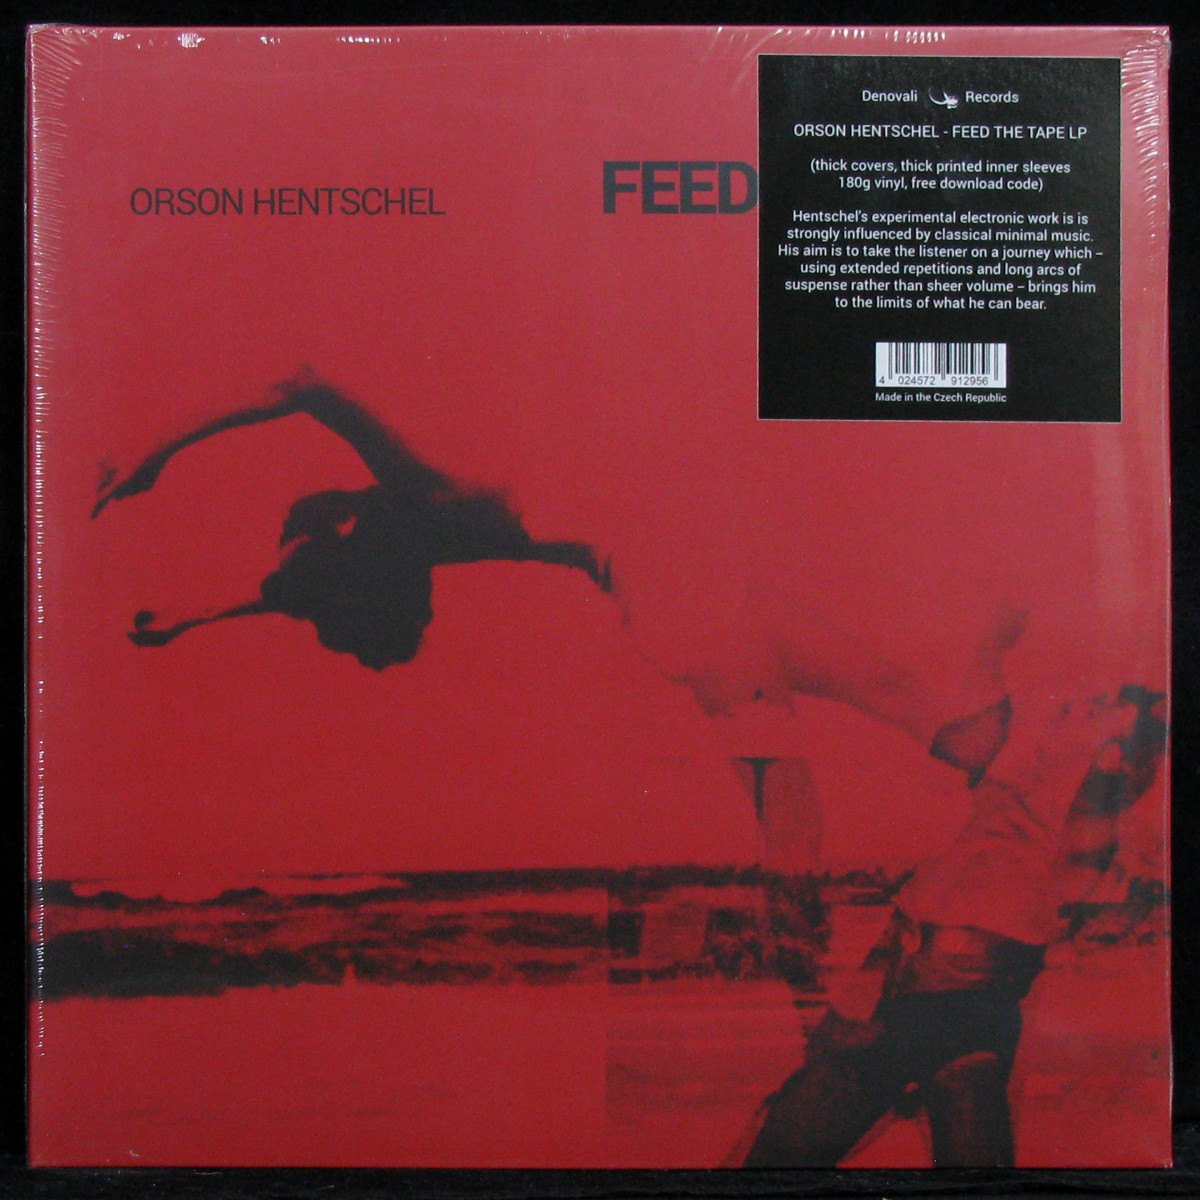 ORSON HENTSCHEL
FEED
Denovali Records
ORSON HENTSCHEL - FEED THE TAPE LP
(thick covers, thick printed inner sleeves
180g vinyl, free download code)
Hentschel's experimental electronic work is is
strongly influenced by classical minimal music.
His aim is to take the listener on a journey which –
using extended repetitions and long arcs of
suspense rather than sheer volume – brings him
to the limits of what he can bear.
4 024572 912956
Made in the Czech Republic